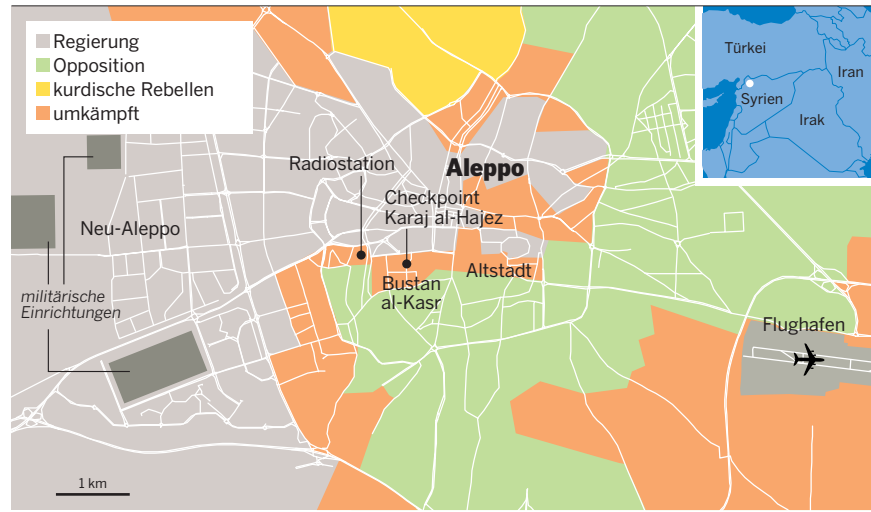 Regierung
Opposition
kurdische Rebellen
umkämpft
Türkei
Iran
Syrien
Irak
Radiostation
Aleppo
Checkpoint
Karaj al-Hajez
Neu-Aleppo
Altstadt
Bustan
al-Kasr
militärische
Einrichtungen
Flughafen
1 km